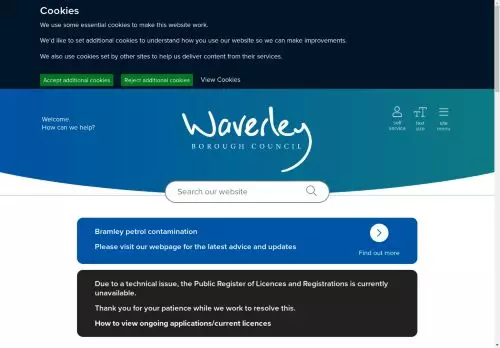 Cookies
We use some essential cookies to make this website work.
We'd like to set additional cookies to understand how you use our website so we can make improvements.
We also use cookies set by other sites to help us deliver content from their services.
Accept additional cookies Reject additional cookies View Cookies
Welcome.
How can we help?
Waverley
BOROUGH COUNCIL
self service
text size
site menu
Search our website
Bramley petrol contamination
Please visit our webpage for the latest advice and updates
Find out more
Due to a technical issue, the Public Register of Licences and Registrations is currently
unavailable.
Thank you for your patience while we work to resolve this.
How to view ongoing applications/current licences